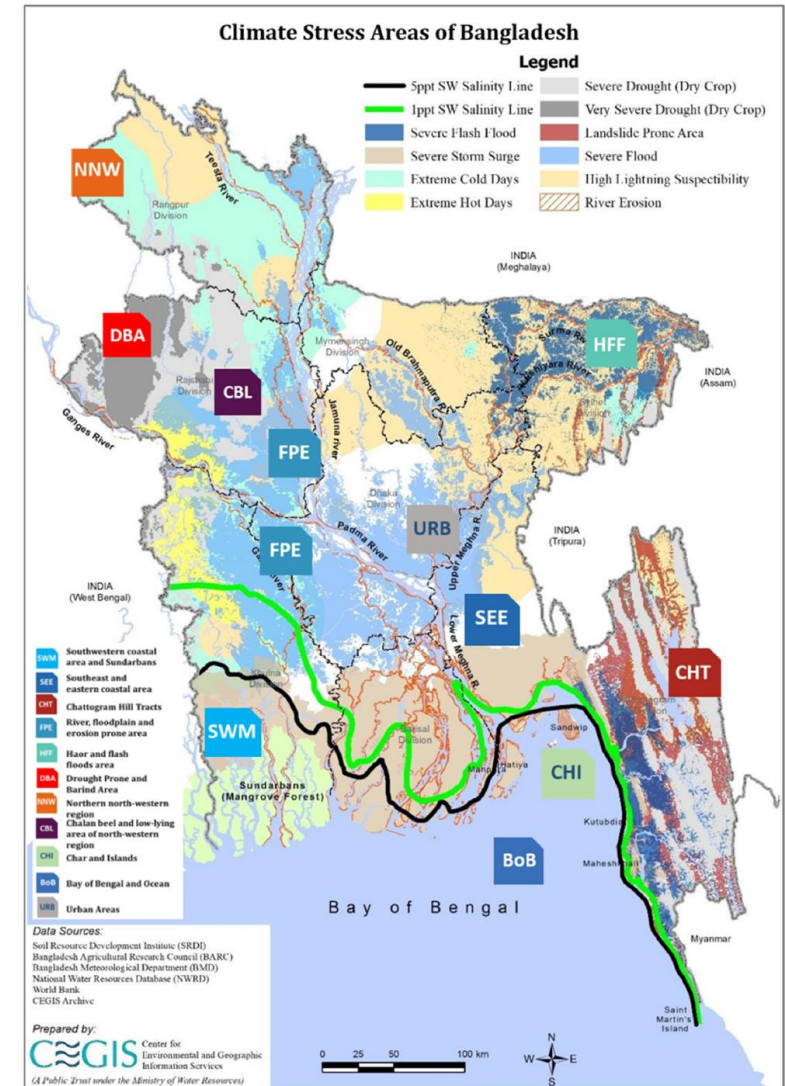 Climate Stress Areas of Bangladesh
Legend
5ppt SW Salinity Line
1ppt SW Salinity Line
Severe Flash Flood
Severe Storm Surge
Extreme Cold Days
Extreme Hot Days
Severe Drought (Dry Crop)
Very Severe Drought (Dry Crop)
Landslide Prone Area
Severe Flood
High Lightning Suspectibility
River Erosion
NNW
Teesta River
Rangpur
Division
INDIA
(Meghalaya)
DBA
Mymensingh
Division
Old Brahmaputra R.
Surma
HFF
INDIA
(Assam)
Rajshahi
Division
CBL
Ganges River
Jamuna river
FPE
Dhaka
Division
URB
Padma River
FPE
Upper Meghna R.
INDIA
(Tripura)
INDIA
(West Bengal)
SEE
Lower Meghna R.
CHT
Khulna
Division
SWM
Barisal
Division
Sandwip
Hatiya
CHI
Sundarbans
(Mangrove Forest)
Kutubdia
BoB
Bay of Bengal
Myanmar
Saint
Martin's
Island
SWM Southwestern coastal
area and Sundarbans
SEE Southeast and
eastern coastal area
CHT Chattogram Hill Tracts
FPE River, floodplain and
erosion prone area
HFF Haor and flash
floods area
DBA Drought Prone and
Barind Area
NNW Northern north-western
region
CBL Chalan beel and low-lying
area of north-western
region
CHI Char and Islands
BoB Bay of Bengal and Ocean
URB Urban Areas
Data Sources:
Soil Resource Development Institute (SRDI)
Bangladesh Agricultural Research Council (BARC)
Bangladesh Meteorological Department (BMD)
National Water Resources Database (NWRD)
World Bank
CEGIS Archive
Prepared by:
CEGIS
Center for
Environmental and Geographic
Information Services
(A Public Trust under the Ministry of Water Resources)
0 25 50 100 km
N
W E
S